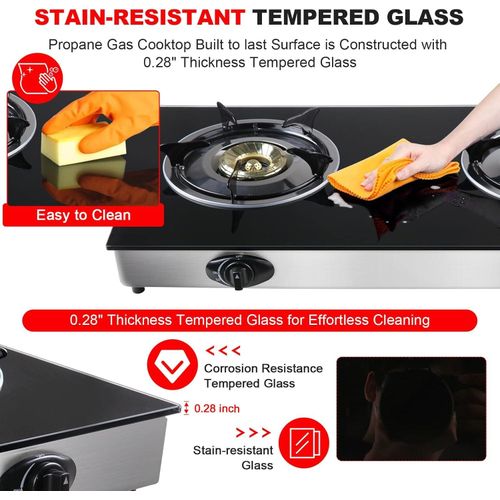 STAIN-RESISTANT TEMPERED GLASS
Propane Gas Cooktop Built to last Surface is Constructed with
0.28" Thickness Tempered Glass
Easy to Clean
0.28" Thickness Tempered Glass for Effortless Cleaning
<<<
Corrosion Resistance
Tempered Glass
0.28 inch
>>>
Stain-resistant
Glass